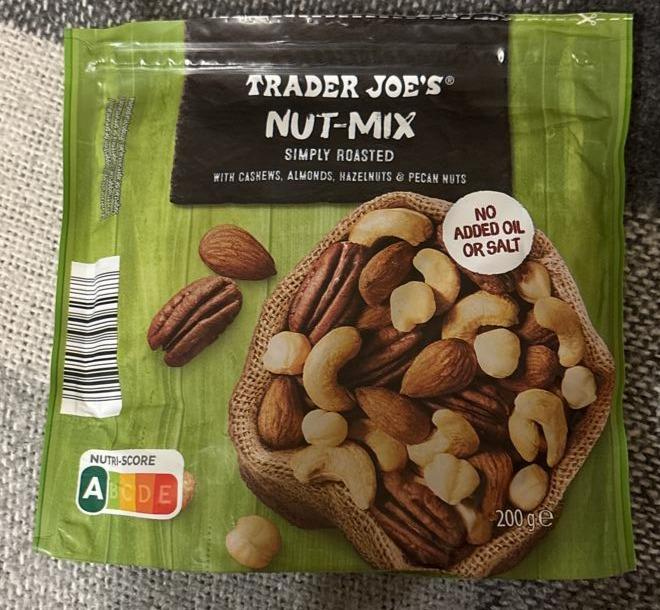 TRADER JOE'S®
NUT-MIX
SIMPLY ROASTED
WITH CASHEWS, ALMONDS, HAZELNUTS & PECAN NUTS
NO
ADDED OIL
OR SALT
NUTRI-SCORE
A B C D E
200 g ℮